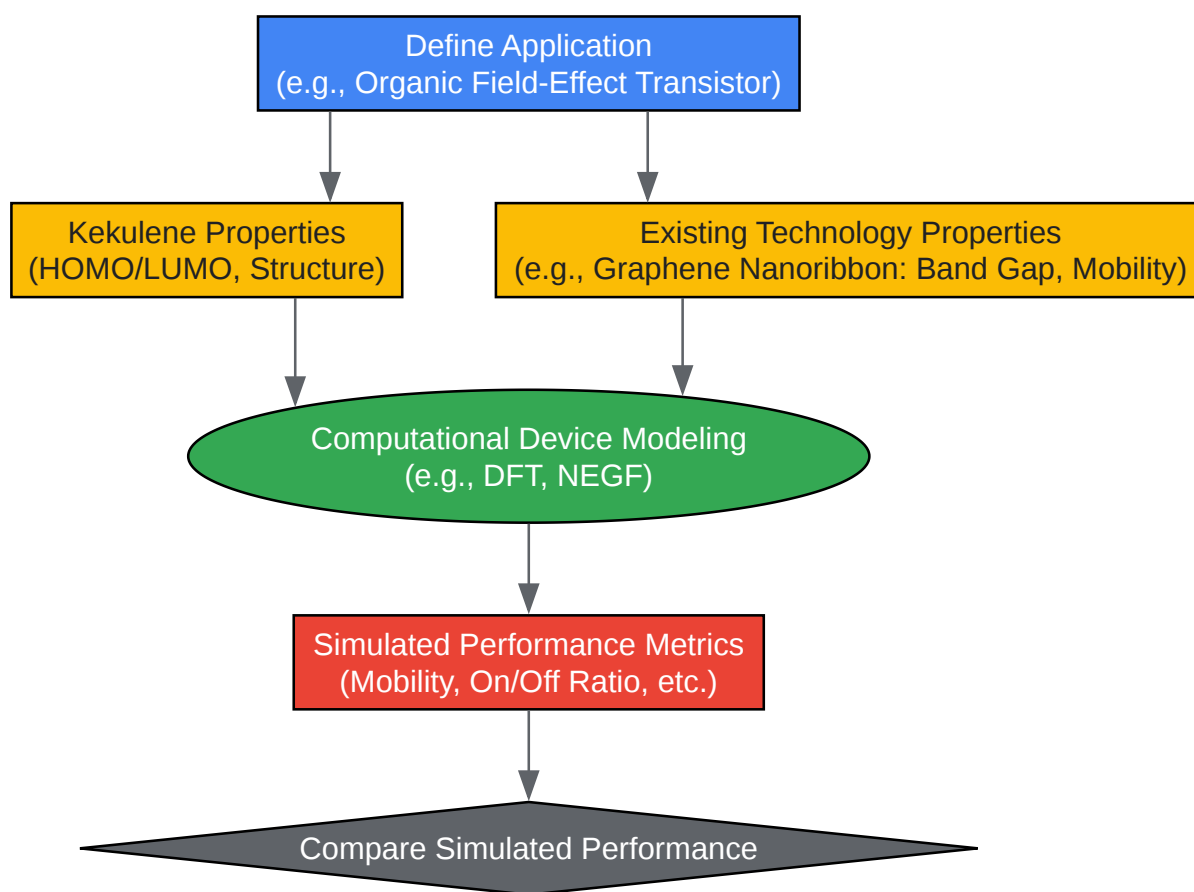 Define Application
(e.g., Organic Field-Effect Transistor)
Kekulene Properties
(HOMO/LUMO, Structure)
Existing Technology Properties
(e.g., Graphene Nanoribbon: Band Gap, Mobility)
Computational Device Modeling
(e.g., DFT, NEGF)
Simulated Performance Metrics
(Mobility, On/Off Ratio, etc.)
Compare Simulated Performance